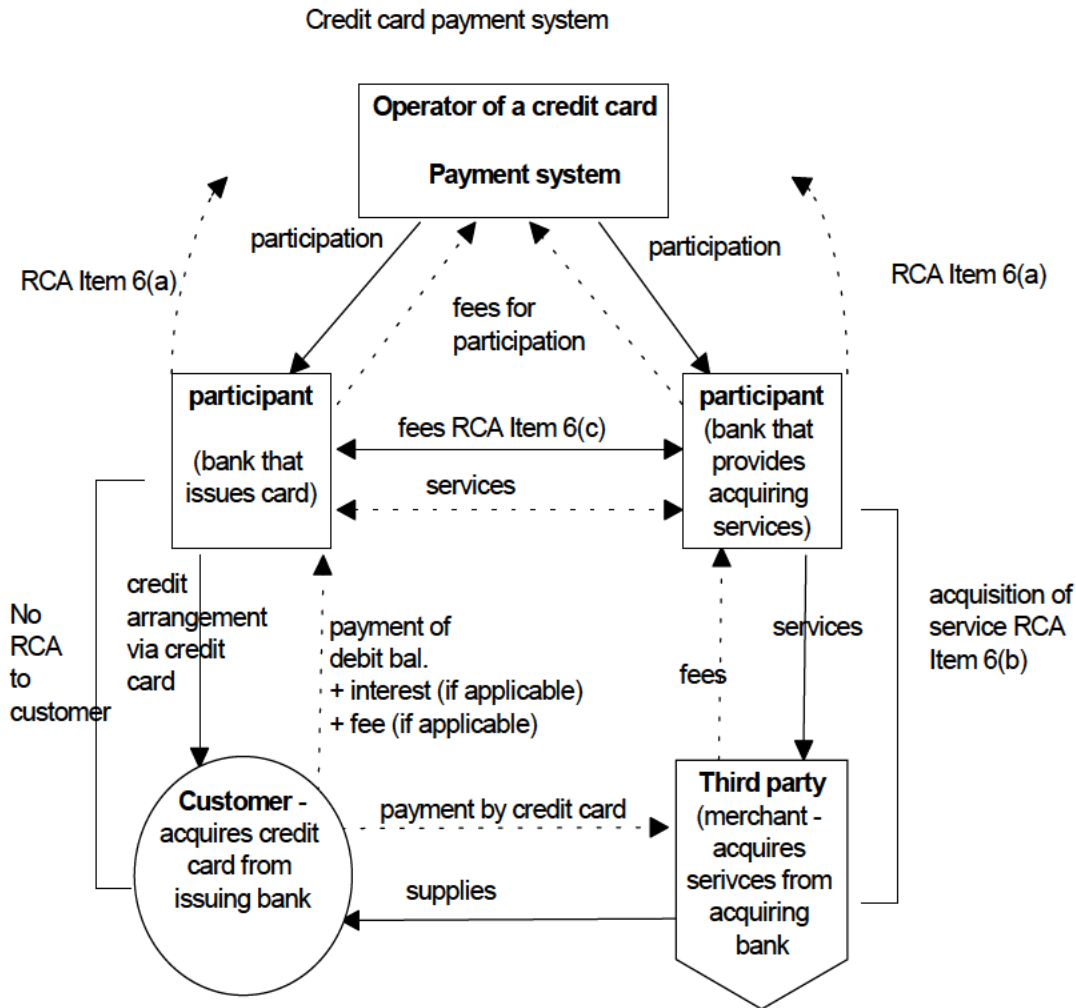 Credit card payment system
Operator of a credit card
Payment system
participation
participation
RCA Item 6(a)
RCA Item 6(a)
fees for
participation
participant
(bank that
issues card)
fees RCA Item 6(c)
services
participant
(bank that
provides
acquiring
services)
No
RCA
to
customer
credit
arrangement
via credit
card
payment of
debit bal.
+ interest (if applicable)
+ fee (if applicable)
fees
services
acquisition of
service RCA
Item 6(b)
Customer -
acquires credit
card from
issuing bank
payment by credit card
supplies
Third party
(merchant -
acquires
serivces from
acquiring
bank